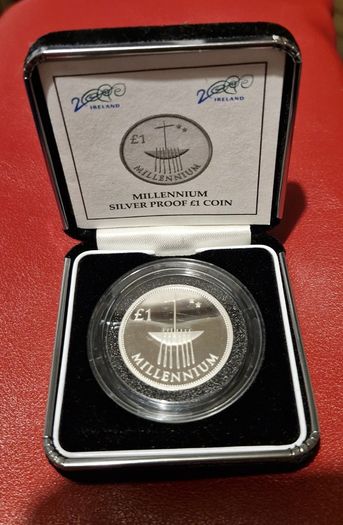 2000 2000
IRELAND IRELAND
£1
MILLENNIUM
MILLENNIUM
SILVER PROOF £1 COIN
£1
MILLENNIUM